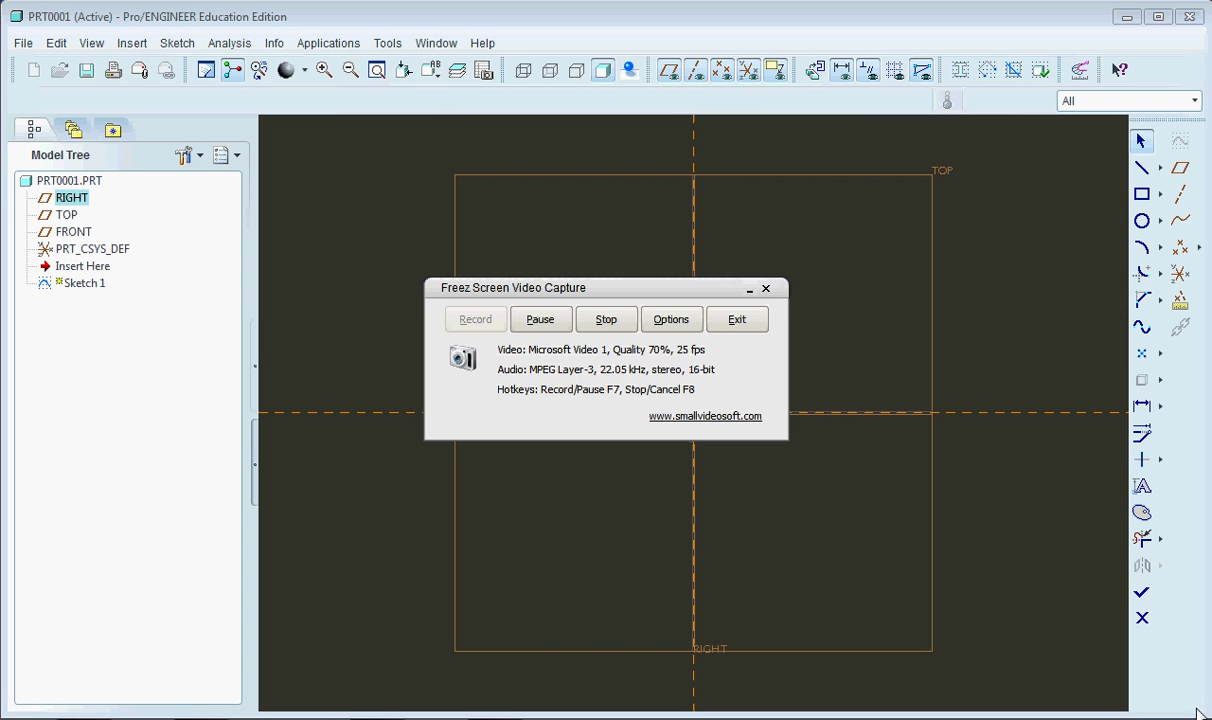 PRT0001 (Active) - Pro/ENGINEER Education Edition
File Edit View Insert Sketch Analysis Info Applications Tools Window Help
All
Model Tree
PRT0001.PRT
RIGHT
TOP
FRONT
PRT_CSYS_DEF
Insert Here
Sketch 1
TOP
Freez Screen Video Capture
Record Pause Stop Options Exit
Video: Microsoft Video 1, Quality 70%, 25 fps
Audio: MPEG Layer-3, 22.05 kHz, stereo, 16-bit
Hotkeys: Record/Pause F7, Stop/Cancel F8
www.smallvideosoft.com
RIGHT